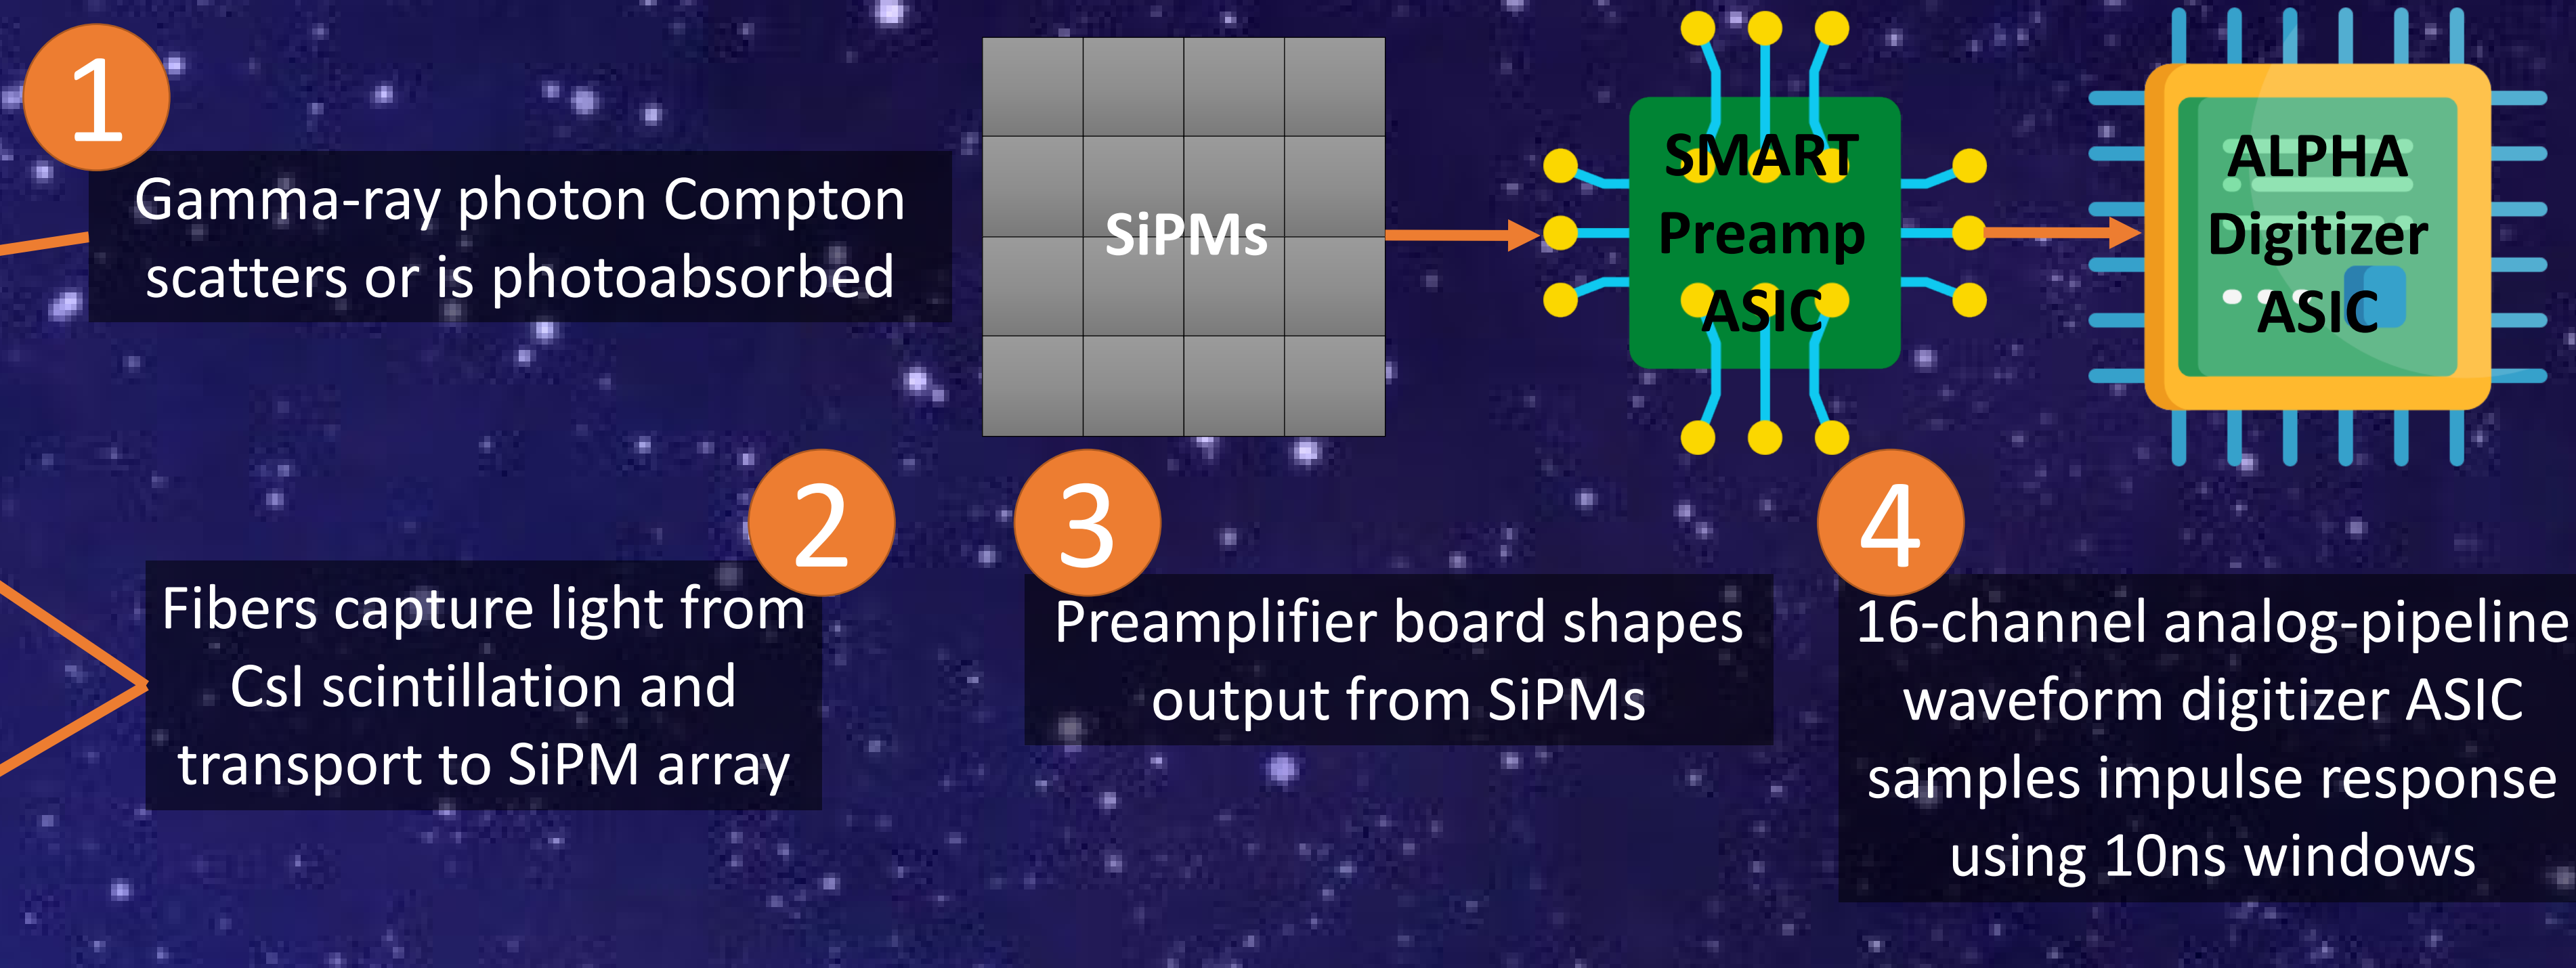 1
Gamma-ray photon Compton
scatters or is photoabsorbed
SiPMs
SMART
Preamp
ASIC
ALPHA
Digitizer
ASIC
2
Fibers capture light from
CsI scintillation and
transport to SiPM array
3
Preamplifier board shapes
output from SiPMs
4
16-channel analog-pipeline
waveform digitizer ASIC
samples impulse response
using 10ns windows